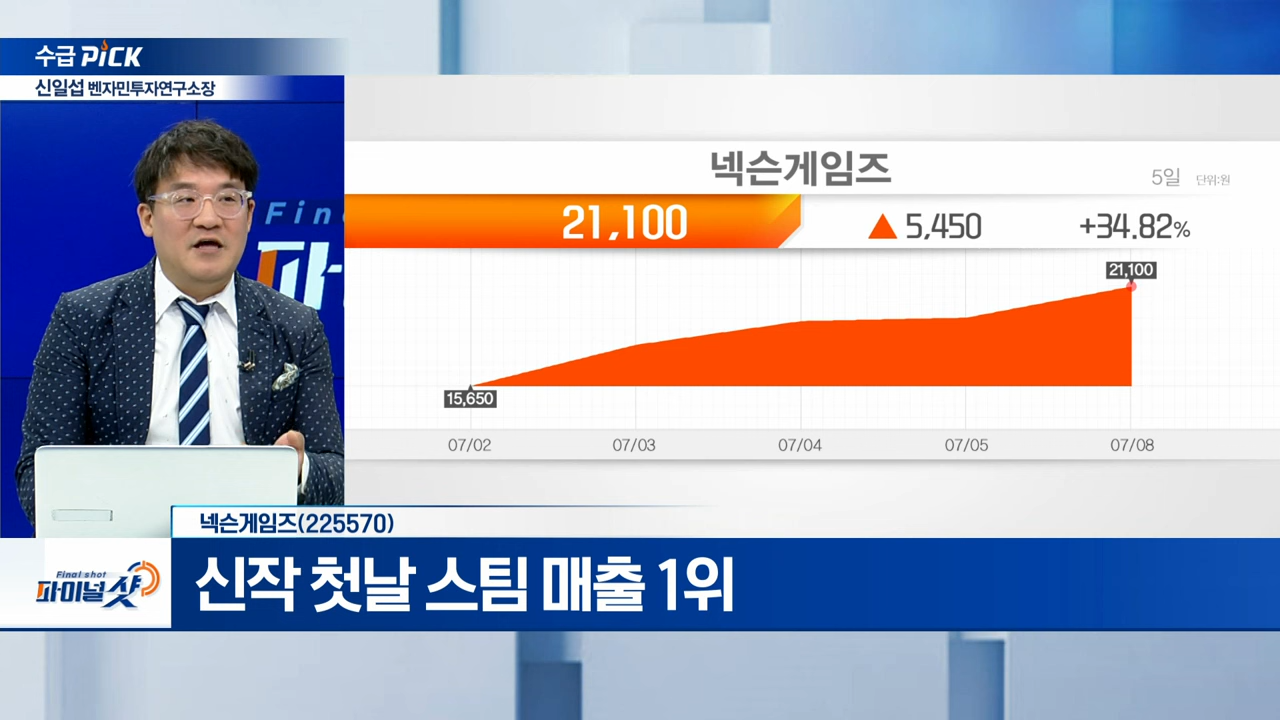 수급 PiCK
신일섭 벤자민투자연구소장
Fin
파
넥슨게임즈
5일 단위:원
21,100 ▲ 5,450 +34.82%
21,100
15,650
07/02 07/03 07/04 07/05 07/08
넥슨게임즈(225570)
Final shot
파이널샷
신작 첫날 스팀 매출 1위